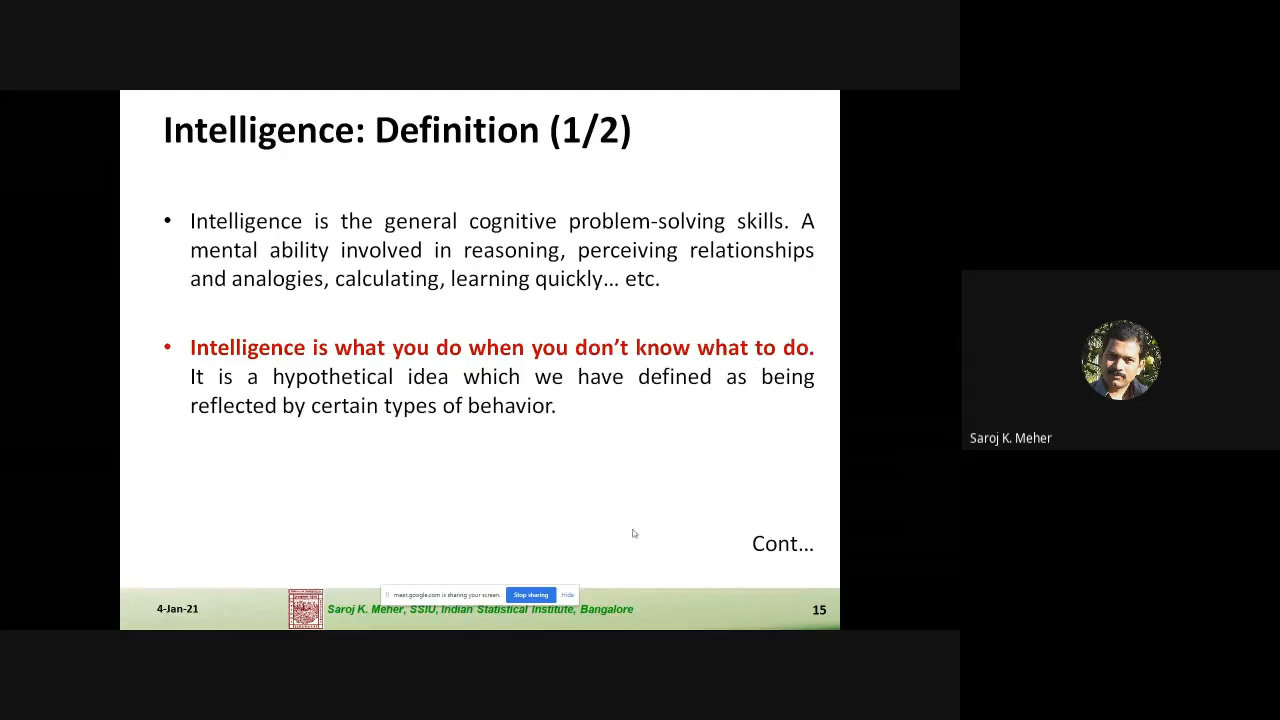 Intelligence: Definition (1/2)
• Intelligence is the general cognitive problem-solving skills. A
mental ability involved in reasoning, perceiving relationships
and analogies, calculating, learning quickly… etc.
• Intelligence is what you do when you don’t know what to do.
It is a hypothetical idea which we have defined as being
reflected by certain types of behavior.
Cont…
meet.google.com is sharing your screen. Stop sharing Hide
4-Jan-21
Saroj K. Meher, SSIU, Indian Statistical Institute, Bangalore
15
Saroj K. Meher